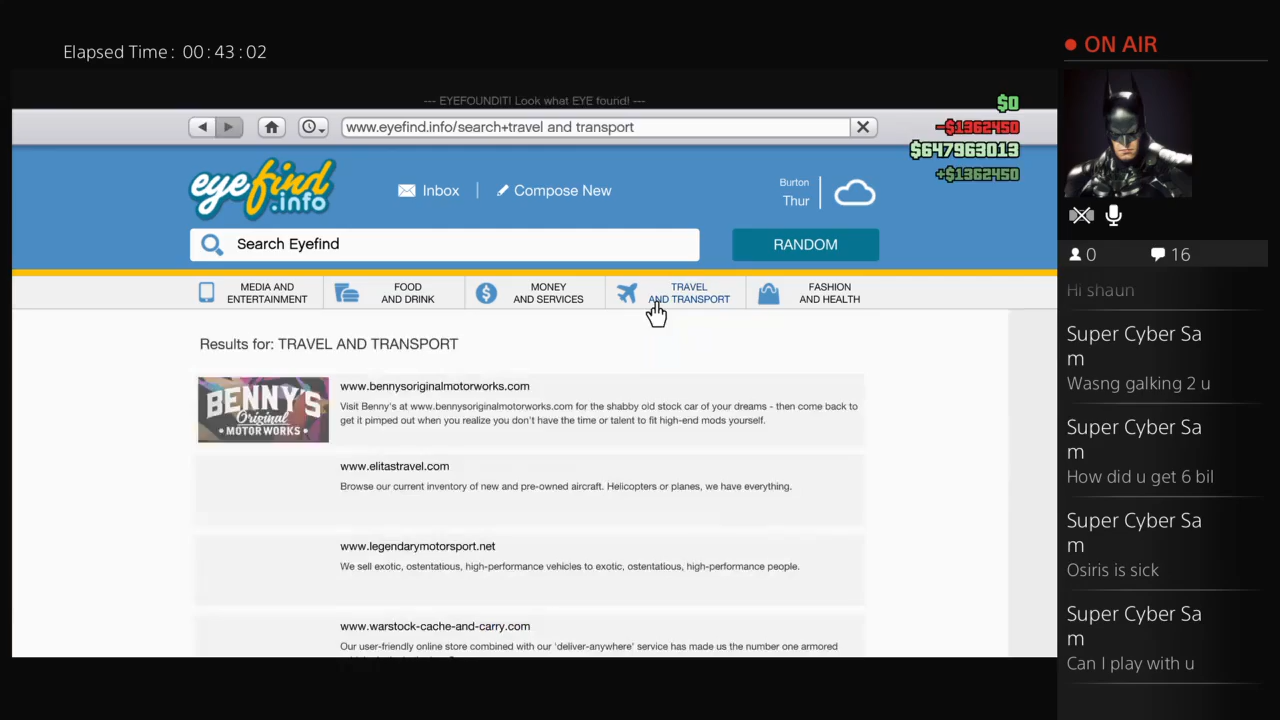 Elapsed Time: 00:43:02
ON AIR
--- EYEFOUNDIT! Look what EYE found! ---
$0
-$1362450
$647963013
+$1362450
www.eyefind.info/search+travel and transport
eyefind
.info
Inbox
Compose New
Burton
Thur
Search Eyefind
RANDOM
MEDIA AND
ENTERTAINMENT
FOOD
AND DRINK
MONEY
AND SERVICES
TRAVEL
AND TRANSPORT
FASHION
AND HEALTH
Results for: TRAVEL AND TRANSPORT
BENNY'S
Original
MOTOR WORKS
www.bennysoriginalmotorworks.com
Visit Benny's at www.bennysoriginalmotorworks.com for the shabby old stock car of your dreams - then come back to
get it pimped out when you realize you don't have the time or talent to fit high-end mods yourself.
www.elitastravel.com
Browse our current inventory of new and pre-owned aircraft. Helicopters or planes, we have everything.
www.legendarymotorsport.net
We sell exotic, ostentatious, high-performance vehicles to exotic, ostentatious, high-performance people.
www.warstock-cache-and-carry.com
Our user-friendly online store combined with our 'deliver-anywhere' service has made us the number one armored
0
16
Hi shaun
Super Cyber Sa
m
Wasng galking 2 u
Super Cyber Sa
m
How did u get 6 bil
Super Cyber Sa
m
Osiris is sick
Super Cyber Sa
m
Can I play with u